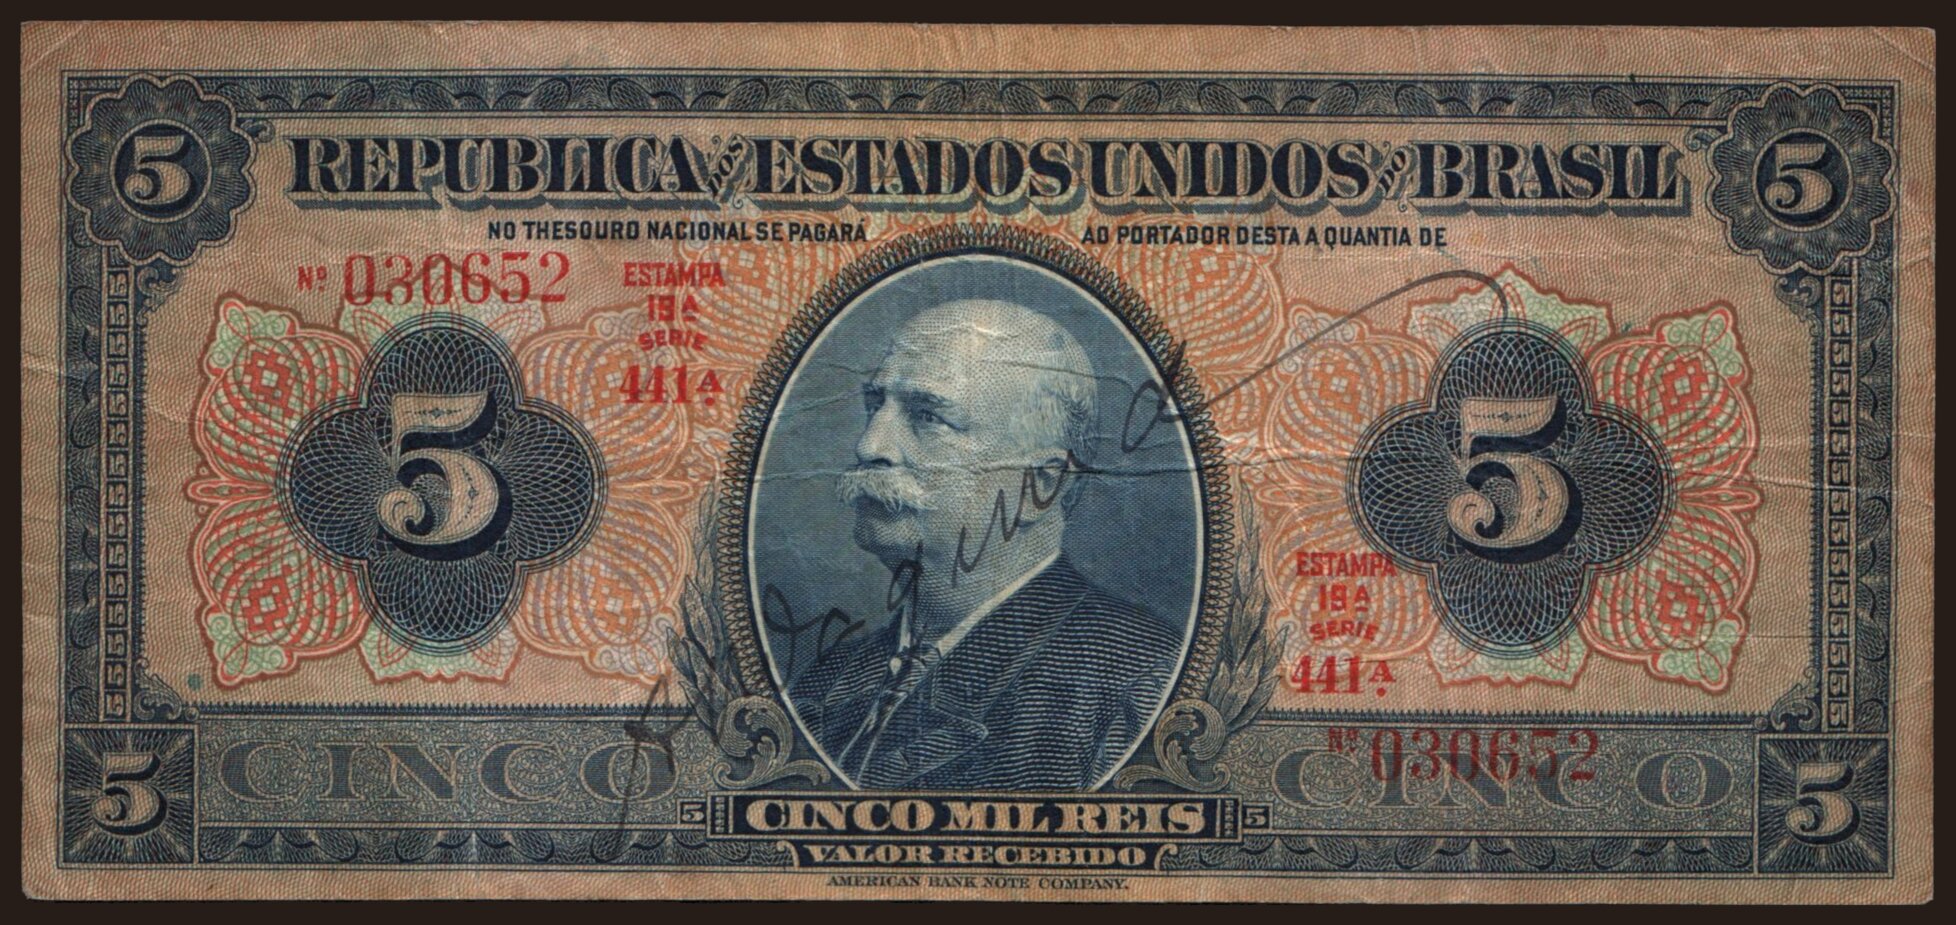 5 REPUBLICA DOS ESTADOS UNIDOS DO BRASIL 5
NO THESOURO NACIONAL SE PAGARÁ AO PORTADOR DESTA A QUANTIA DE
Nº 030652
ESTAMPA
19A
SERIE
441A.
5
5
ESTAMPA
19A
SERIE
441A.
Nº 030652
CINCO
CINCO
5
5 CINCO MIL REIS 5
5
VALOR RECEBIDO
AMERICAN BANK NOTE COMPANY.